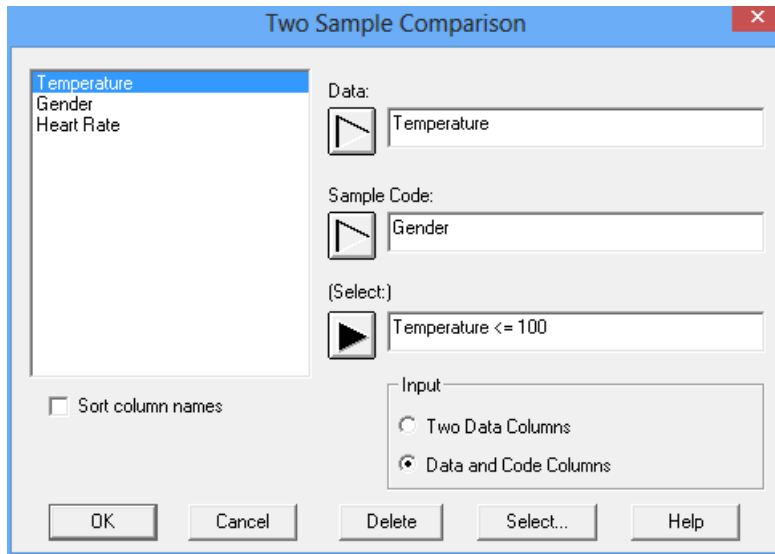 Two Sample Comparison
Temperature
Gender
Heart Rate
Data:
Temperature
Sample Code:
Gender
(Select:)
Temperature <= 100
Sort column names
Input
Two Data Columns
Data and Code Columns
OK
Cancel
Delete
Select...
Help